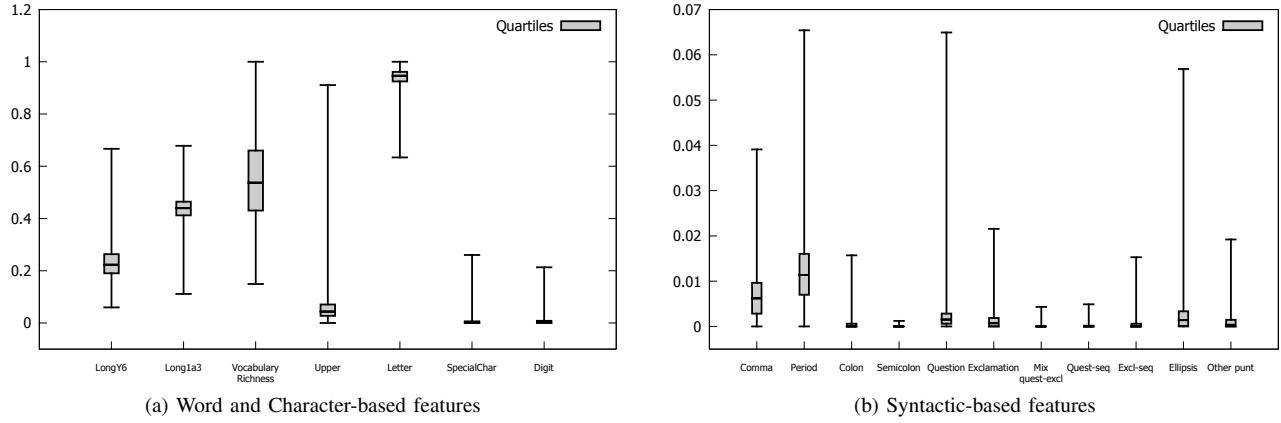 Quartiles
1.2
1
0.8
0.6
0.4
0.2
0
LongY6 Long1a3 Vocabulary Richness Upper Letter SpecialChar Digit
(a) Word and Character-based features
Quartiles
0.07
0.06
0.05
0.04
0.03
0.02
0.01
0
Comma Period Colon Semicolon Question Exclamation Mix quest-excl Quest-seq Excl-seq Ellipsis Other punt
(b) Syntactic-based features